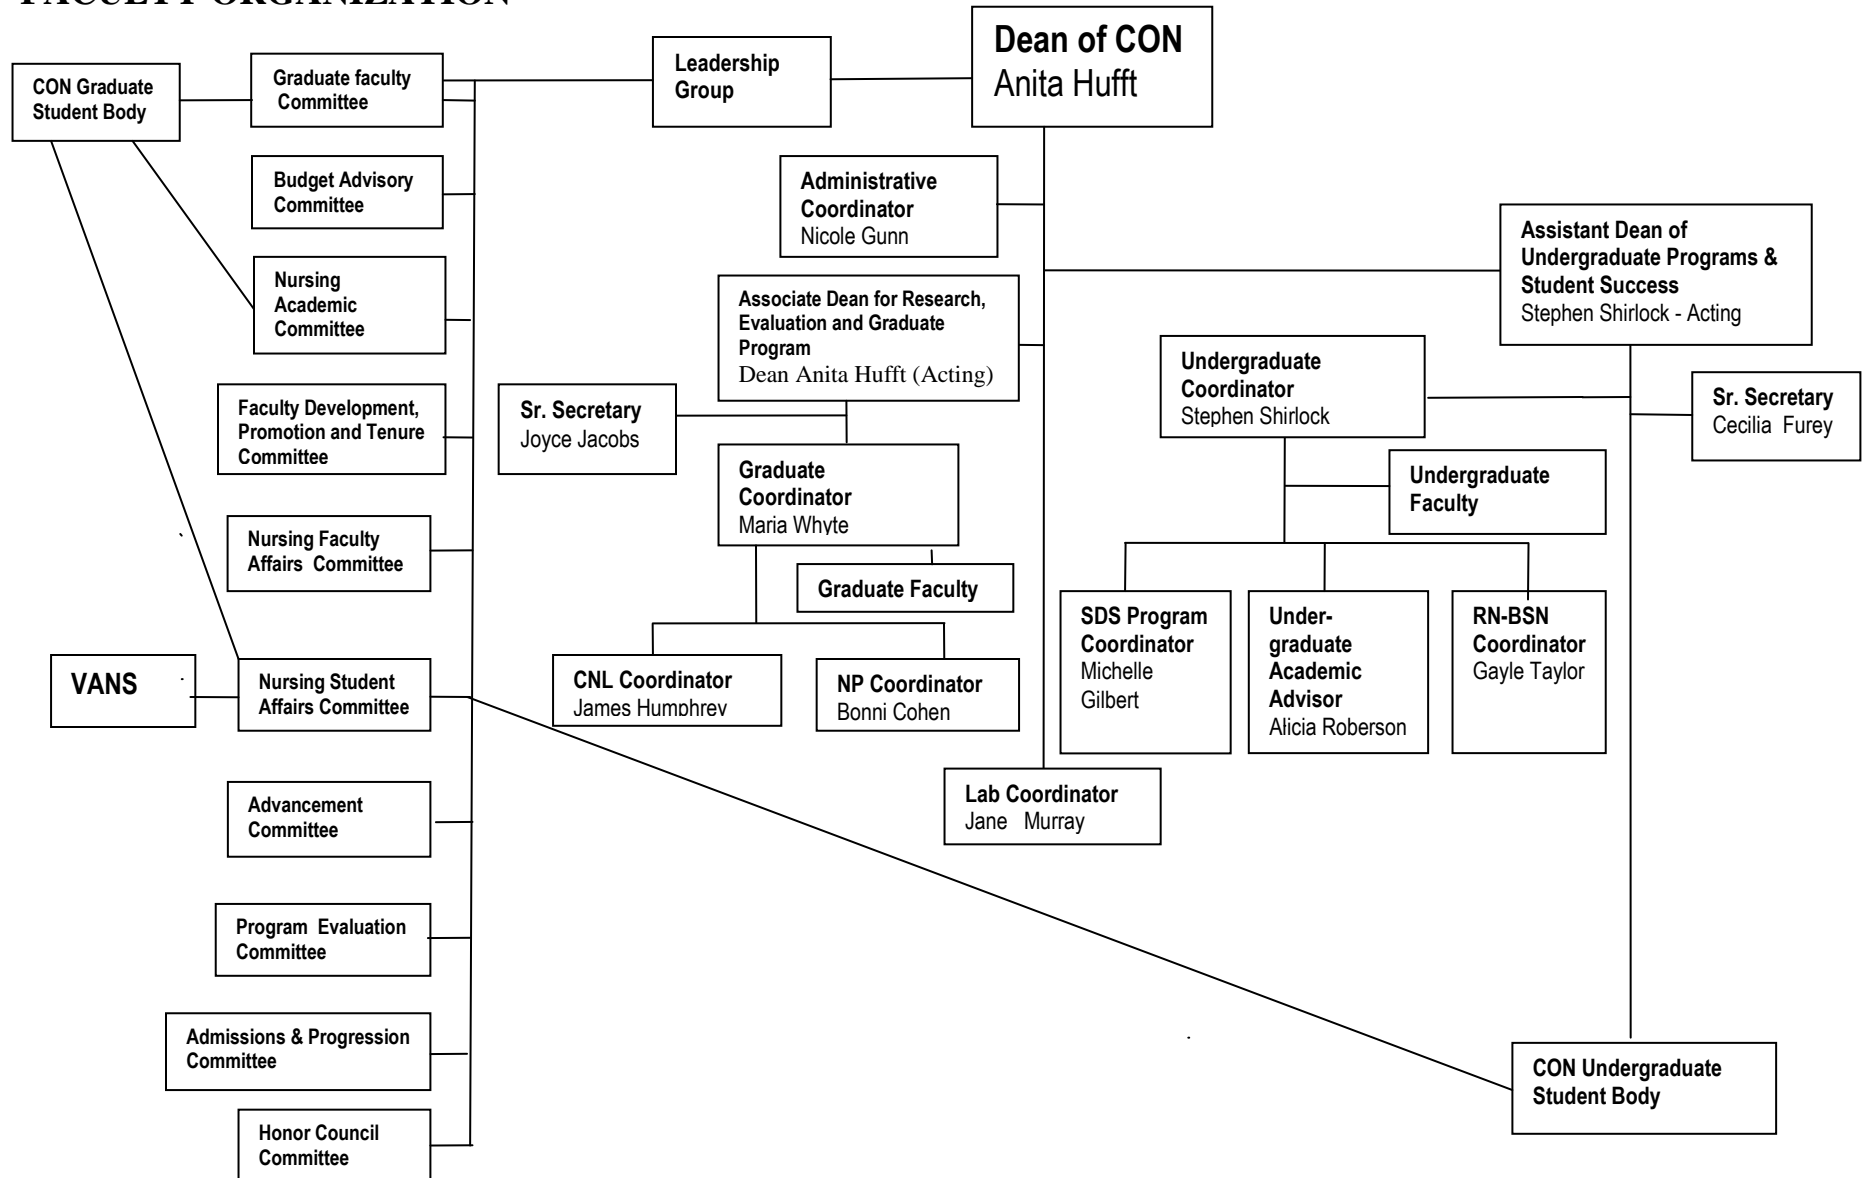 FACULTY ORGANIZATION
Dean of CON
Anita Hufft
Leadership
Group
CON Graduate
Student Body
Graduate faculty
Committee
Budget Advisory
Committee
Nursing
Academic
Committee
Faculty Development,
Promotion and Tenure
Committee
Nursing Faculty
Affairs Committee
VANS
Nursing Student
Affairs Committee
Advancement
Committee
Program Evaluation
Committee
Admissions & Progression
Committee
Honor Council
Committee
Administrative
Coordinator
Nicole Gunn
Associate Dean for Research,
Evaluation and Graduate
Program
Dean Anita Hufft (Acting)
Sr. Secretary
Joyce Jacobs
Graduate
Coordinator
Maria Whyte
Graduate Faculty
CNL Coordinator
James Humphrey
NP Coordinator
Bonni Cohen
Lab Coordinator
Jane Murray
Assistant Dean of
Undergraduate Programs &
Student Success
Stephen Shirlock - Acting
Undergraduate
Coordinator
Stephen Shirlock
Sr. Secretary
Cecilia Furey
Undergraduate
Faculty
SDS Program
Coordinator
Michelle
Gilbert
Under-
graduate
Academic
Advisor
Alicia Roberson
RN-BSN
Coordinator
Gayle Taylor
CON Undergraduate
Student Body